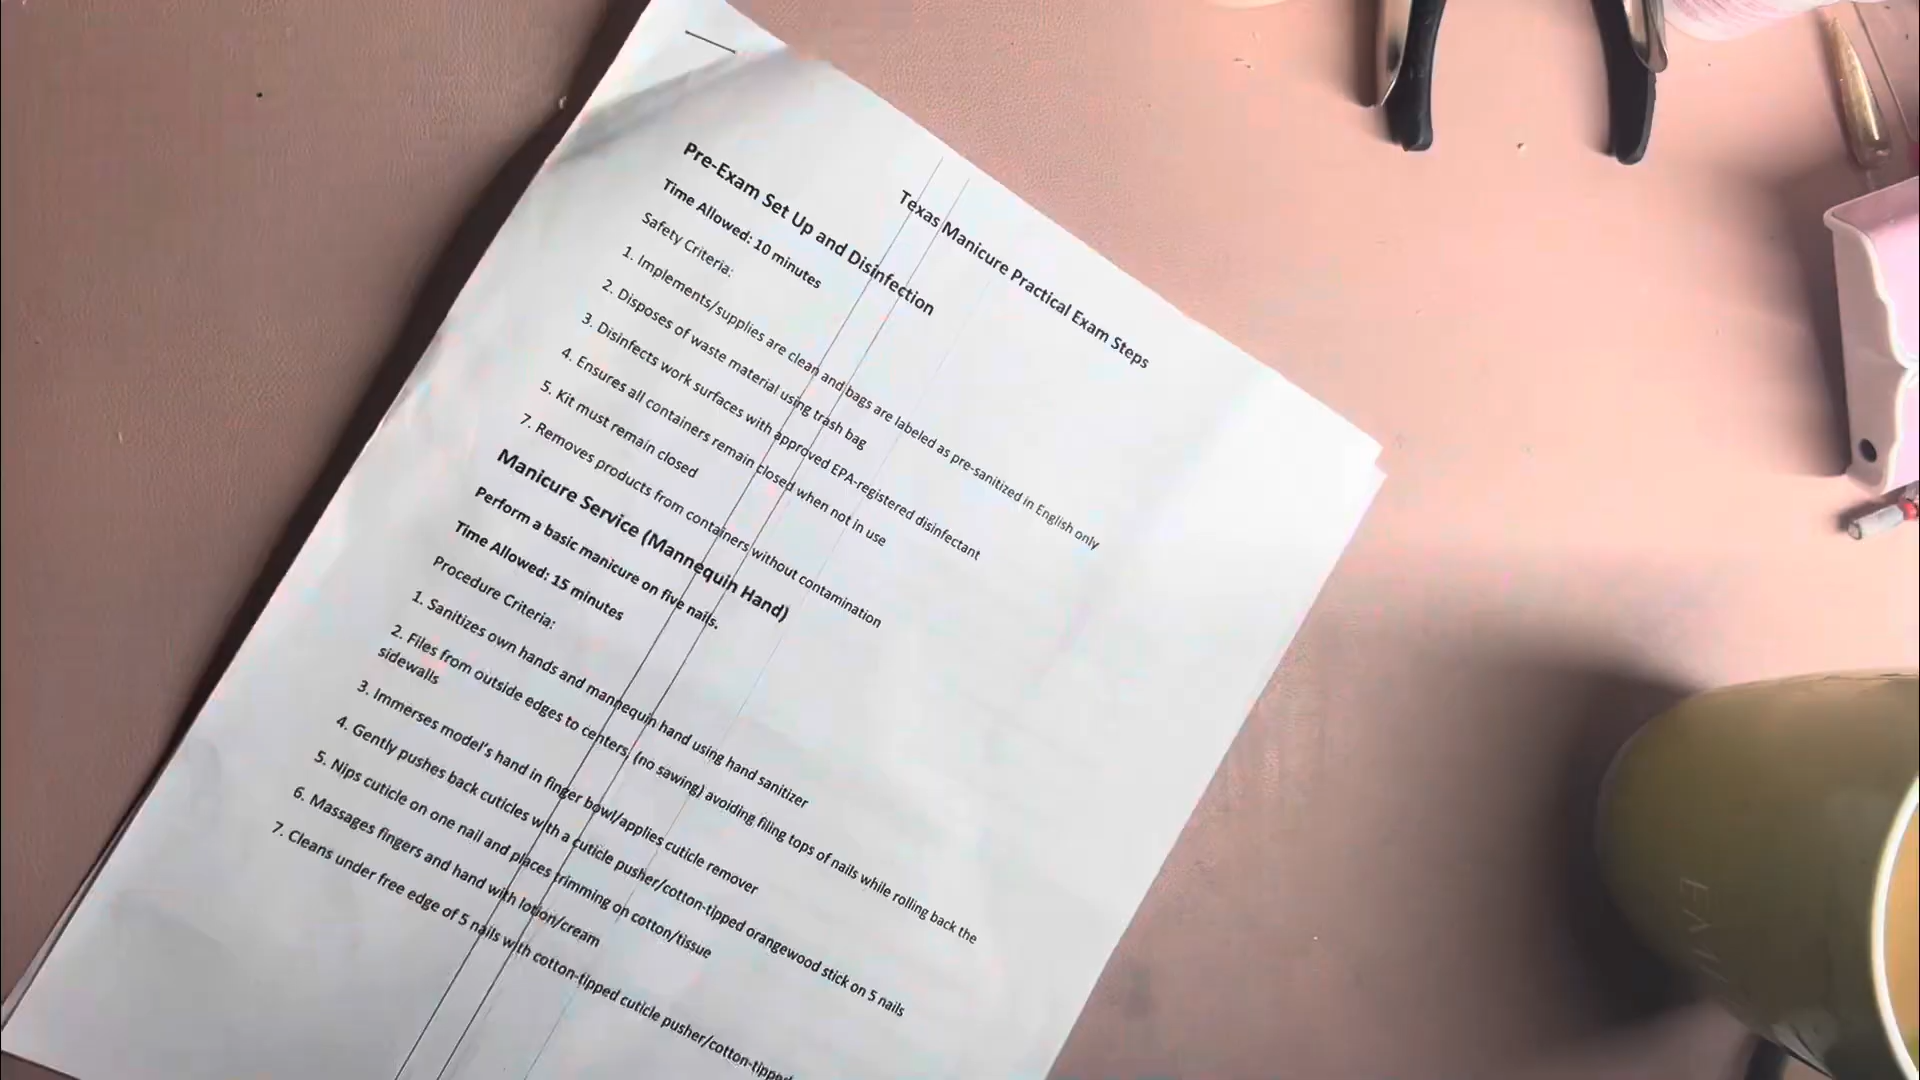 Texas Manicure Practical Exam Steps
Pre-Exam Set Up and Disinfection
Time Allowed: 10 minutes
Safety Criteria:
1. Implements/supplies are clean and bags are labeled as pre-sanitized in English only
2. Disposes of waste material using trash bag
3. Disinfects work surfaces with approved EPA-registered disinfectant
4. Ensures all containers remain closed when not in use
5. Kit must remain closed
7. Removes products from containers without contamination
Manicure Service (Mannequin Hand)
Perform a basic manicure on five nails.
Time Allowed: 15 minutes
Procedure Criteria:
1. Sanitizes own hands and mannequin hand using hand sanitizer
2. Files from outside edges to centers, (no sawing) avoiding filing tops of nails while rolling back the
sidewalls
3. Immerses model's hand in finger bowl/applies cuticle remover
4. Gently pushes back cuticles with a cuticle pusher/cotton-tipped orangewood stick on 5 nails
5. Nips cuticle on one nail and places trimming on cotton/tissue
6. Massages fingers and hand with lotion/cream
7. Cleans under free edge of 5 nails with cotton-tipped cuticle pusher/cotton-tipped